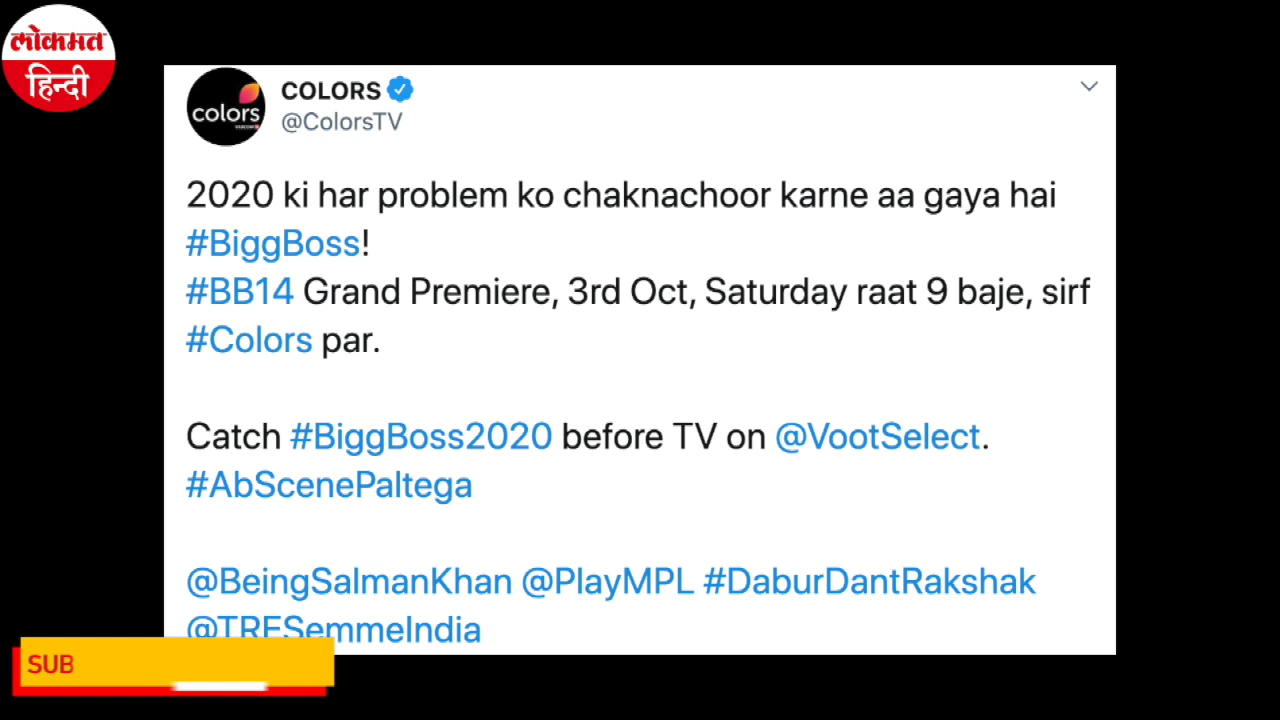 लोकमत
हिन्दी
colors
COLORS
@ColorsTV
2020 ki har problem ko chaknachoor karne aa gaya hai
#BiggBoss!
#BB14 Grand Premiere, 3rd Oct, Saturday raat 9 baje, sirf
#Colors par.
Catch #BiggBoss2020 before TV on @VootSelect.
#AbScenePaltega
@BeingSalmanKhan @PlayMPL #DaburDantRakshak
@TRESemmeIndia
SUB